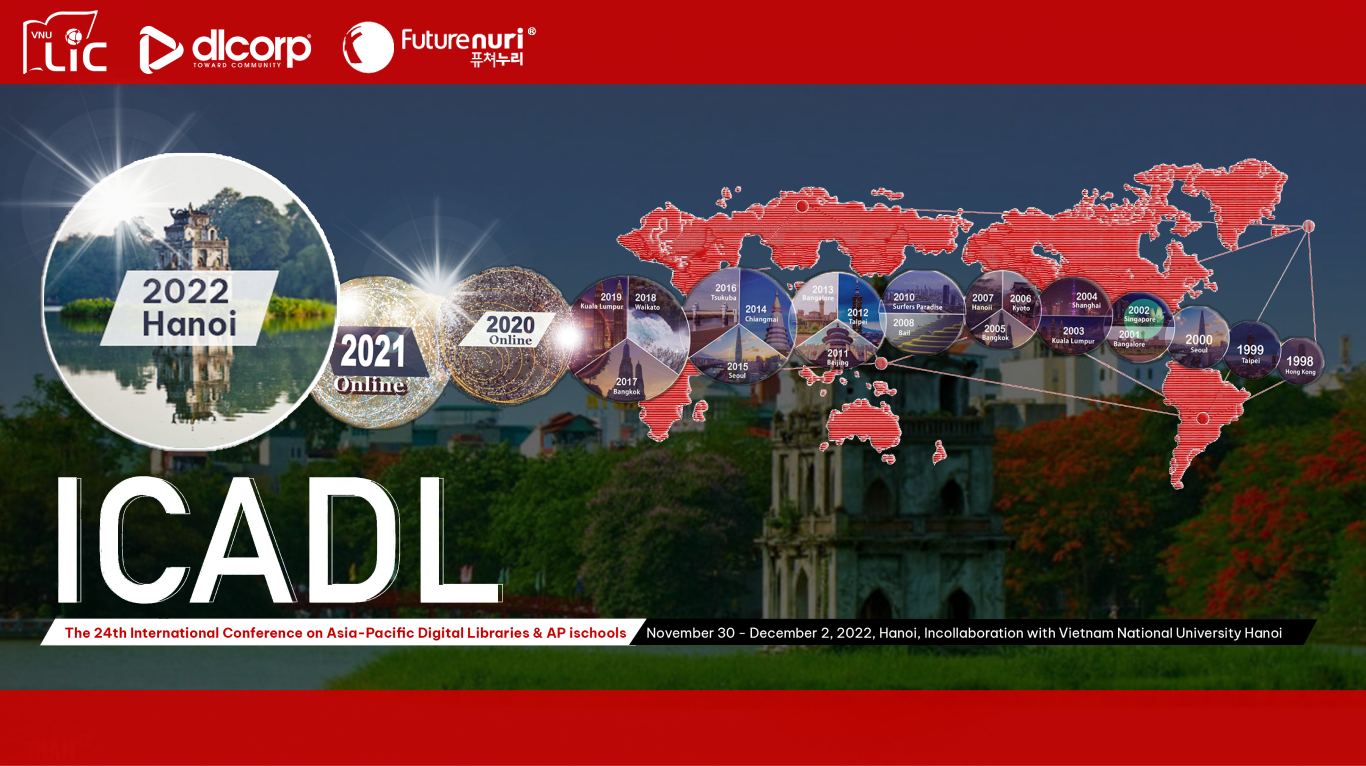 VNU
LIC
dlcorp
TOWARD COMMUNITY
Futurenuri®
퓨쳐누리
2022
Hanoi
2021
Online
2020
Online
2019
Kuala Lumpur
2018
Waikato
2017
Bangkok
2016
Tsukuba
2014
Chiangmai
2015
Seoul
2013
Bangalore
2012
Taipei
2011
Beijing
2010
Surfers Paradise
2008
Bail
2007
Hanoii
2006
Kyoto
2005
Bangkok
2004
Shanghai
2003
Kuala Lumpur
2002
Singapore
2001
Bangalore
2000
Seoul
1999
Taipei
1998
Hong Kong
ICADL
The 24th International Conference on Asia-Pacific Digital Libraries & AP ischools
November 30 - December 2, 2022, Hanoi, Incollaboration with Vietnam National University Hanoi